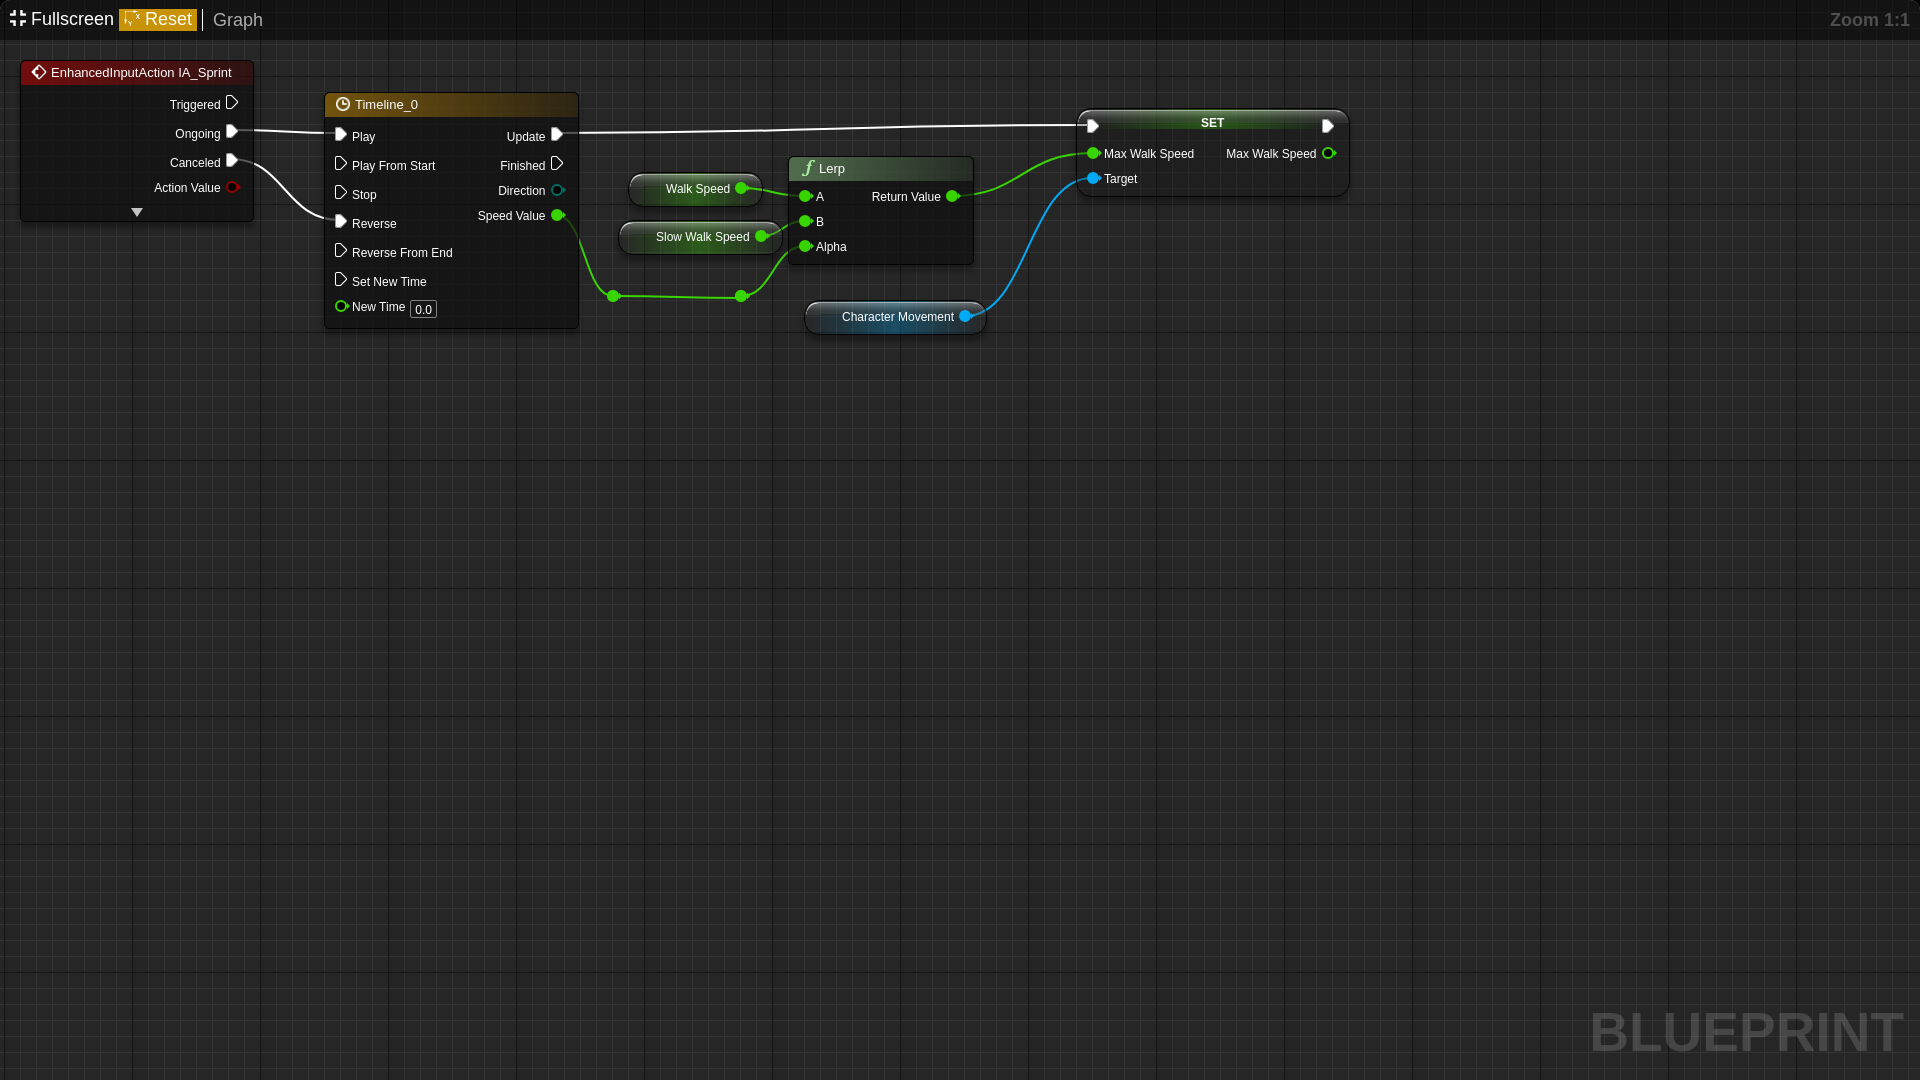 Fullscreen Reset Graph Zoom 1:1
EnhancedInputAction IA_Sprint
Triggered
Ongoing
Canceled
Action Value
Timeline_0
Play Update
Play From Start Finished
Stop Direction
Speed Value
Reverse
Reverse From End
Set New Time
New Time 0.0
Walk Speed
Slow Walk Speed
Lerp
A Return Value
B
Alpha
Character Movement
SET
Max Walk Speed Max Walk Speed
Target
BLUEPRINT